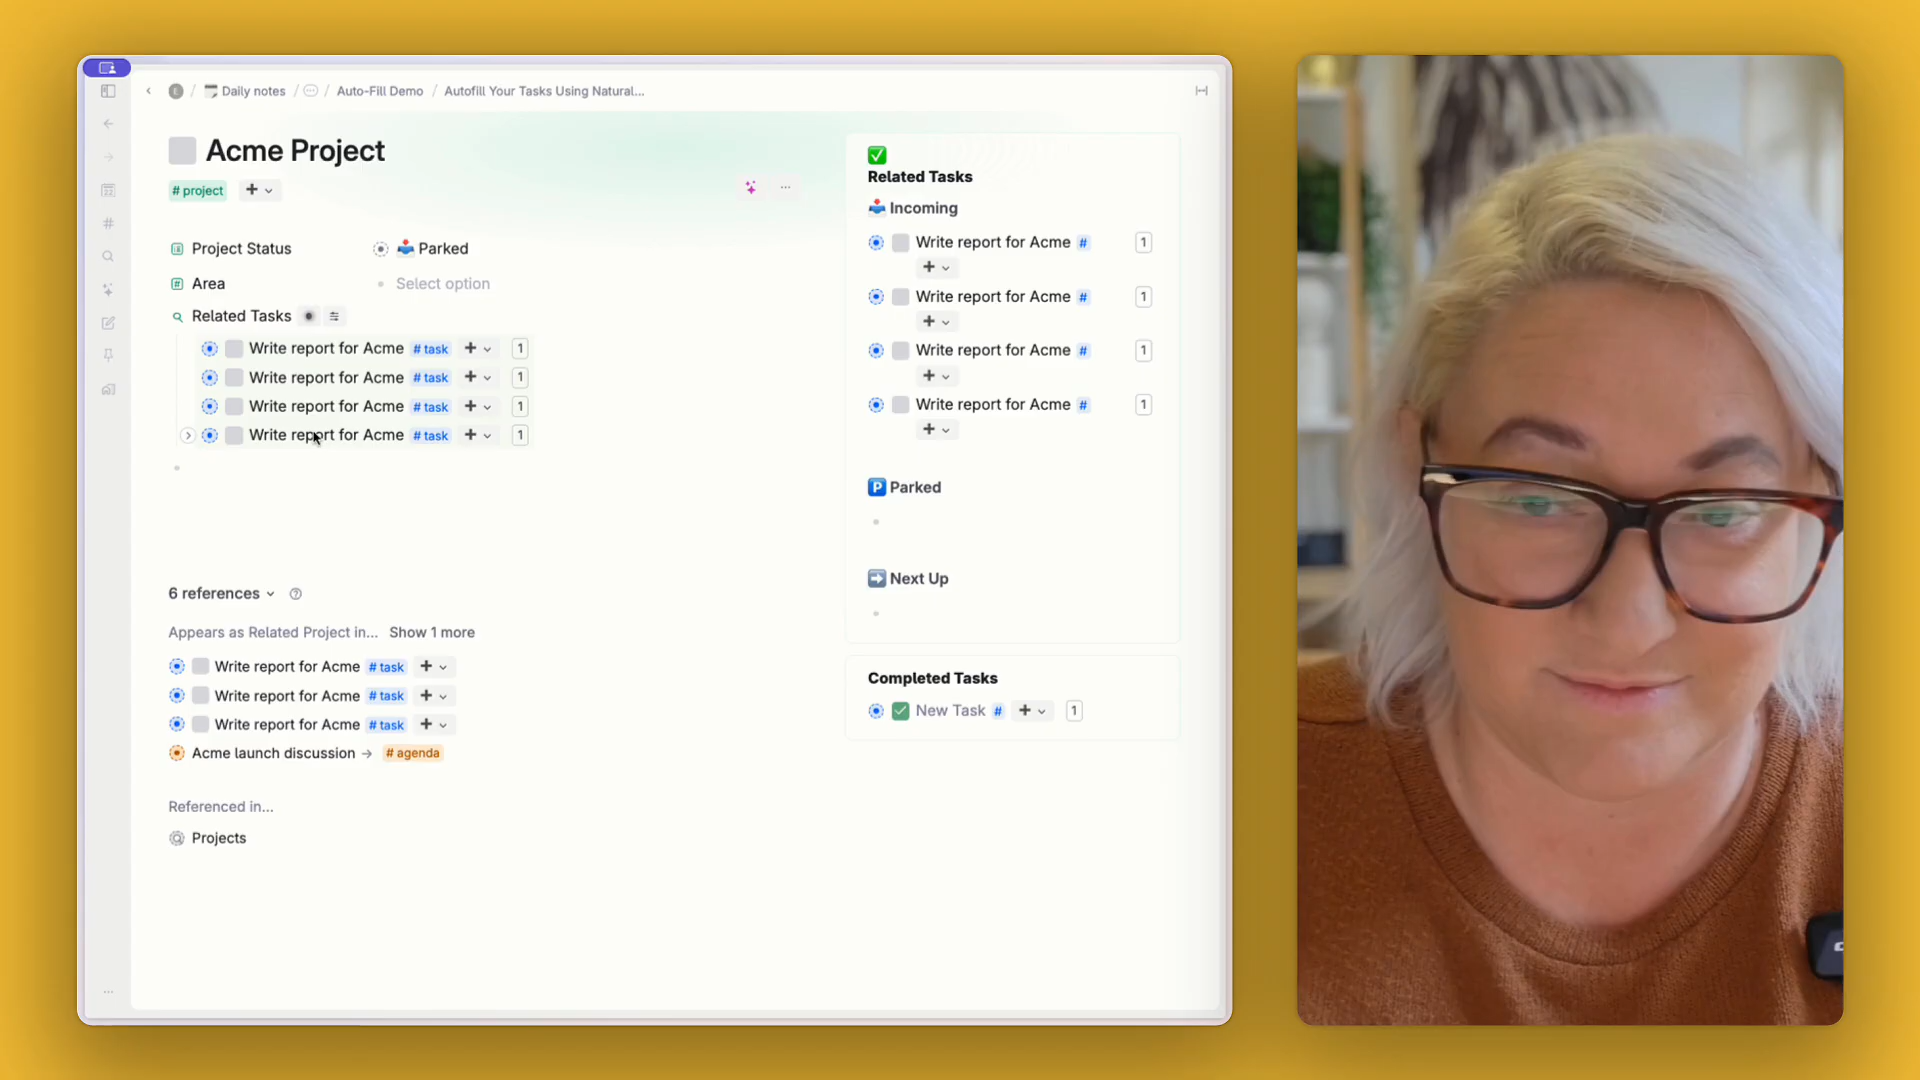 Daily notes / / Auto-Fill Demo / Autofill Your Tasks Using Natural...
Acme Project
# project
Project Status Parked
Area Select option
Related Tasks
Write report for Acme # task 1
Write report for Acme # task 1
Write report for Acme # task 1
Write report for Acme # task 1
6 references
Appears as Related Project in... Show 1 more
Write report for Acme # task
Write report for Acme # task
Write report for Acme # task
Acme launch discussion → # agenda
Referenced in...
Projects
Related Tasks
Incoming
Write report for Acme # 1
Write report for Acme # 1
Write report for Acme # 1
Write report for Acme # 1
P Parked
Next Up
Completed Tasks
New Task # 1